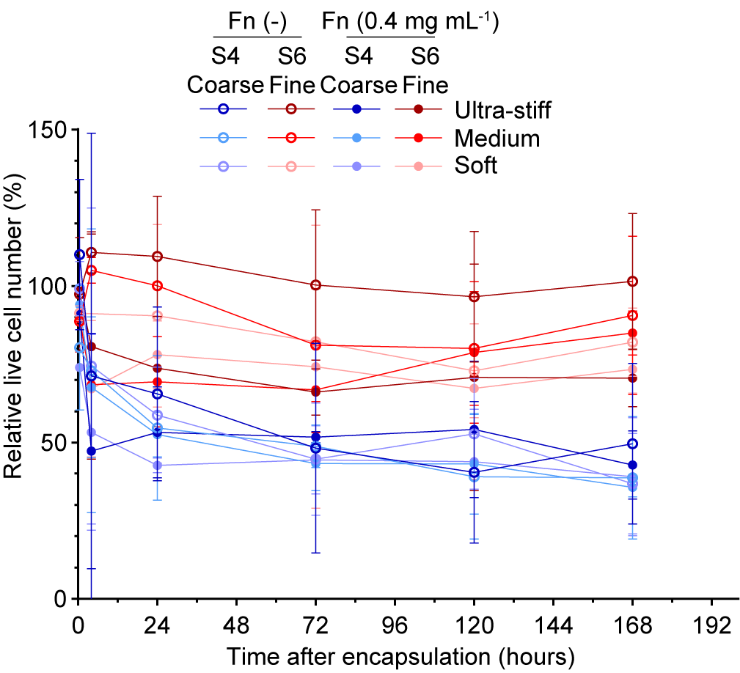 Fn (-) Fn (0.4 mg mL⁻¹)
S4 S6 S4 S6
Coarse Fine Coarse Fine
Ultra-stiff
Medium
Soft
Relative live cell number (%)
150
100
50
0
0 24 48 72 96 120 144 168 192
Time after encapsulation (hours)